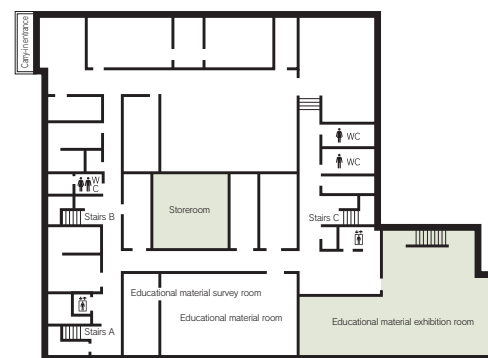 Carry-in entrance
WC
WC
W
C
Storeroom
Stairs B
Stairs C
Educational material survey room
Educational material room
Educational material exhibition room
Stairs A